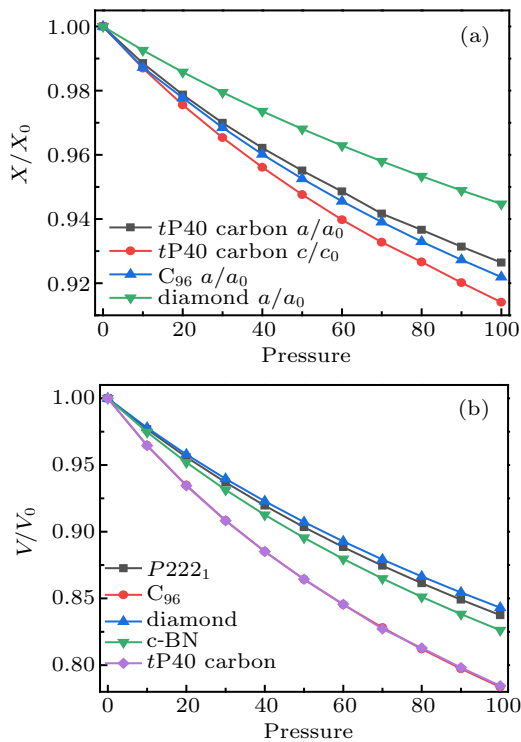 1.00
(a)
0.98
0.96
0.94
0.92
X/X₀
tP40 carbon a/a₀
tP40 carbon c/c₀
C₉₆ a/a₀
diamond a/a₀
0 20 40 60 80 100
Pressure
1.00
(b)
0.95
0.90
0.85
0.80
V/V₀
P222₁
C₉₆
diamond
c-BN
tP40 carbon
0 20 40 60 80 100
Pressure